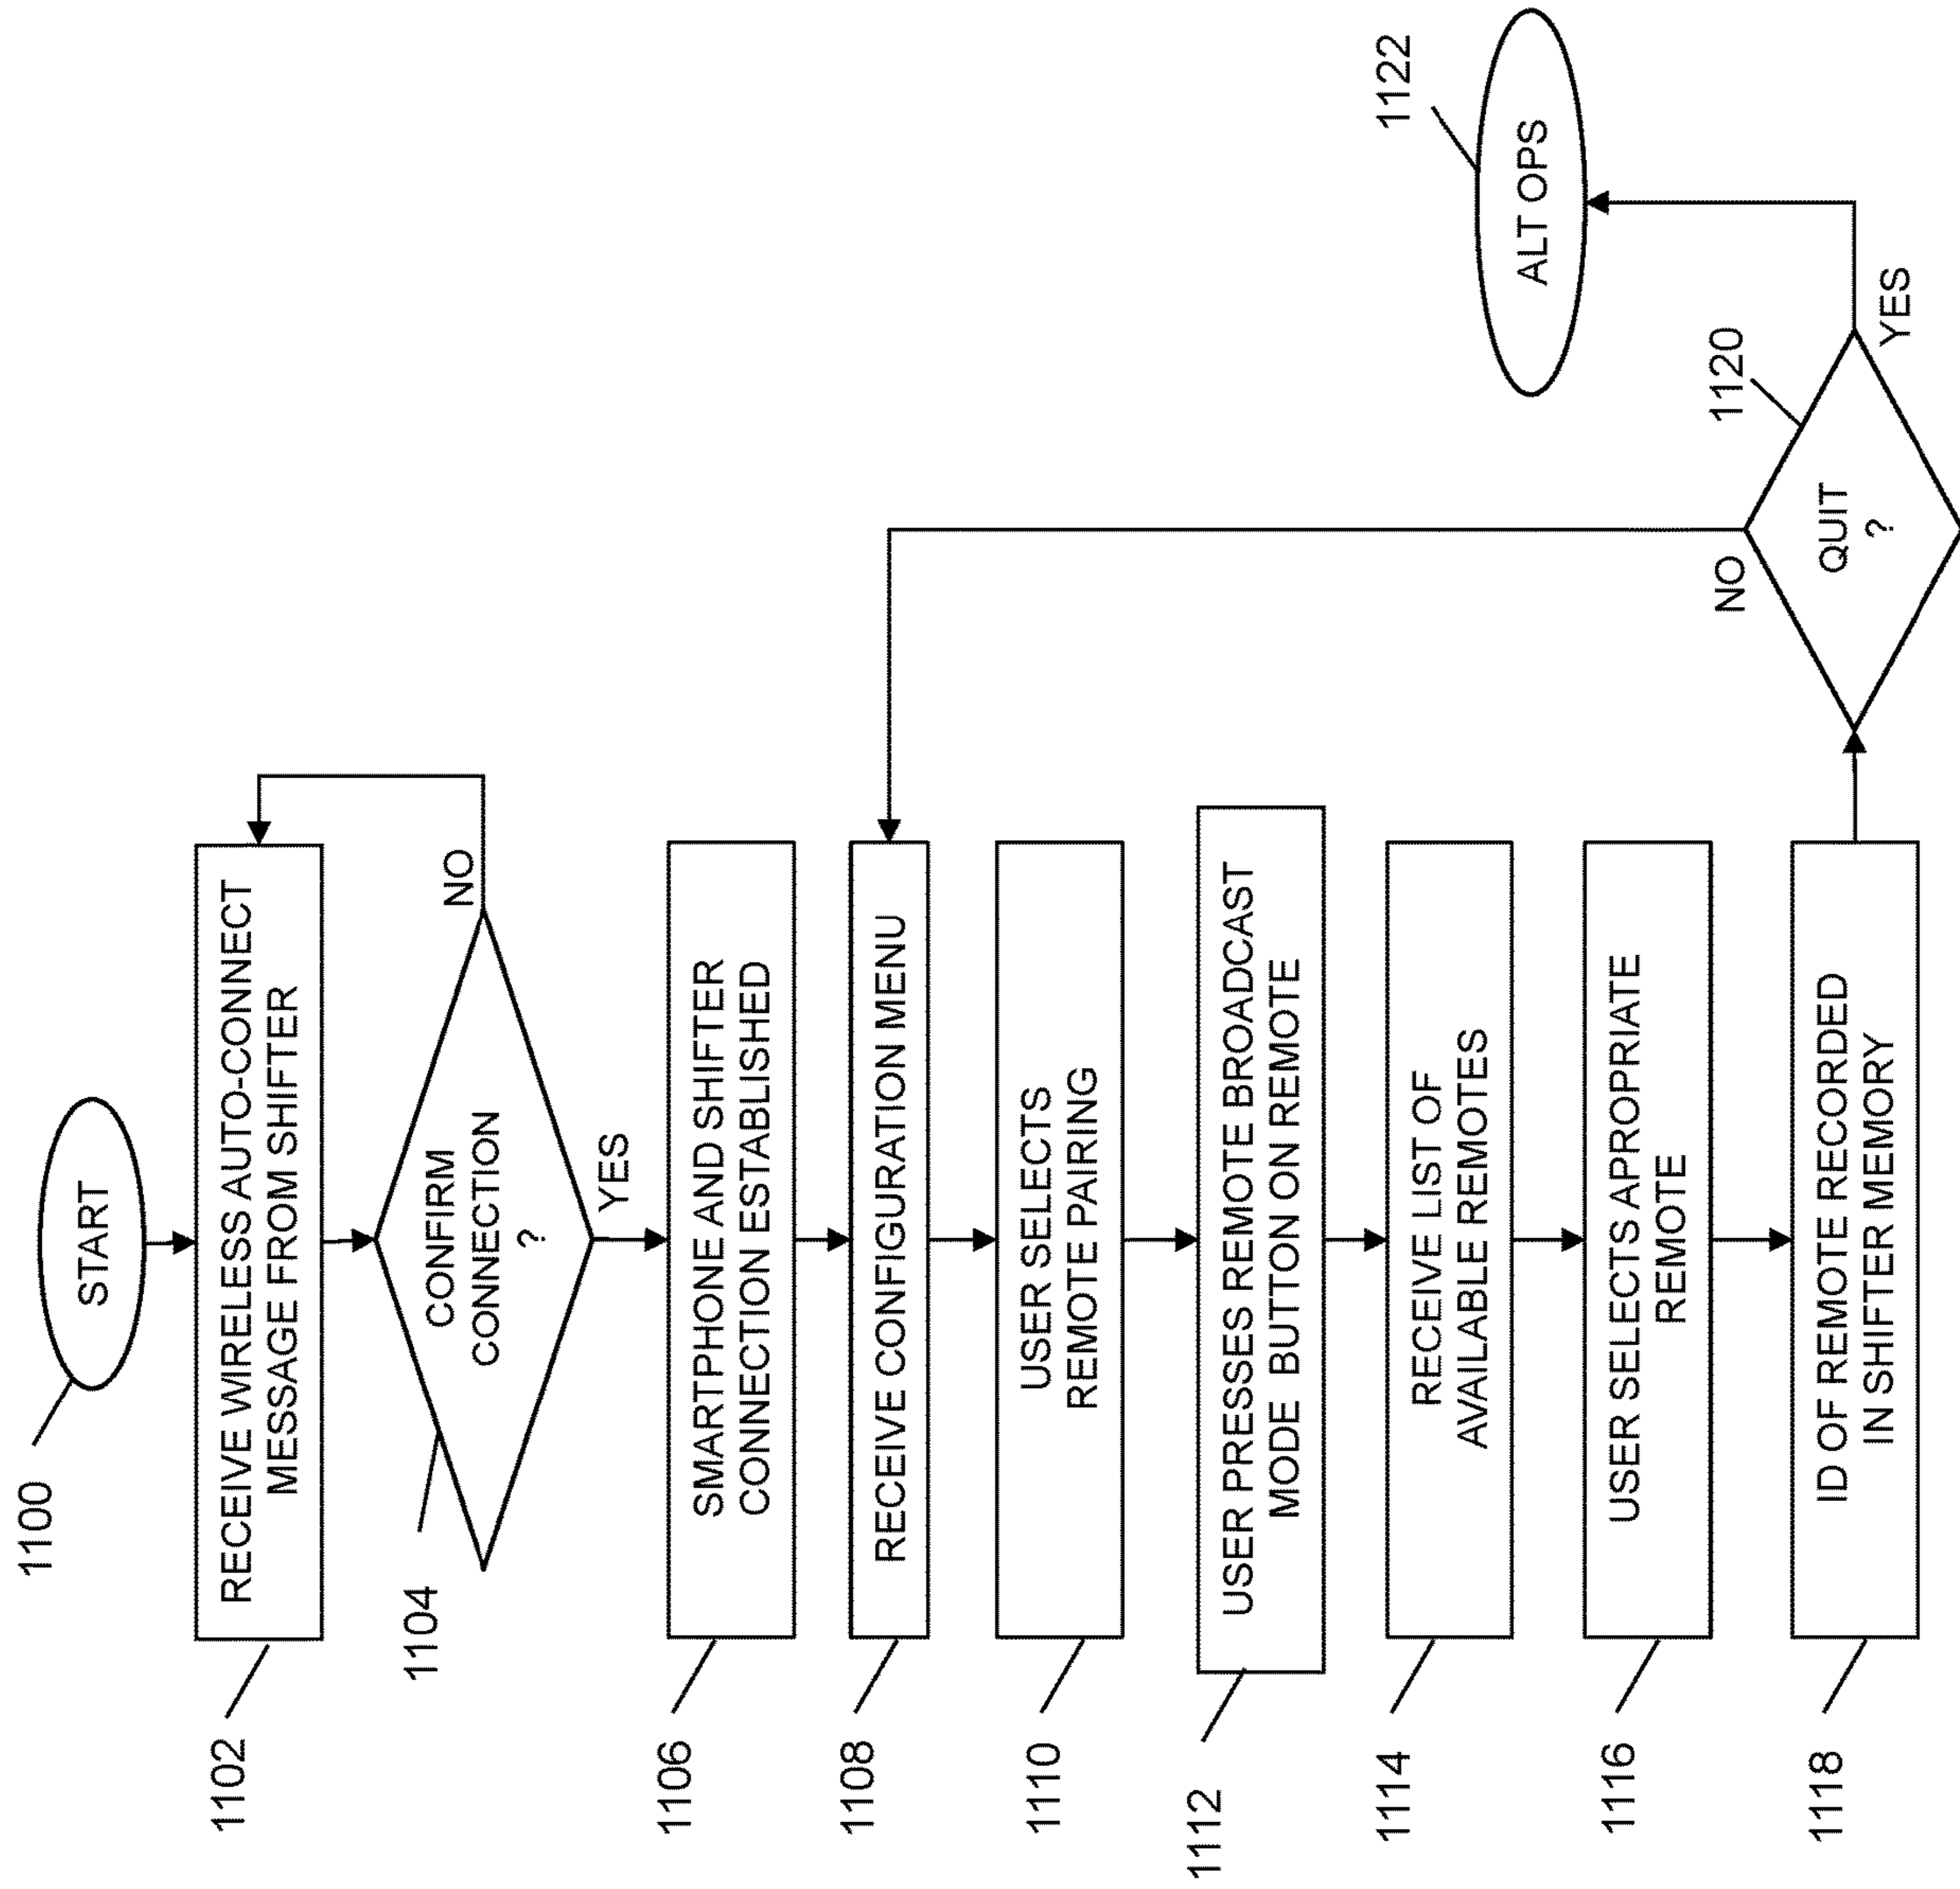 1100
START
1102
RECEIVE WIRELESS AUTO-CONNECT
MESSAGE FROM SHIFTER
1104
CONFIRM
CONNECTION
?
NO
YES
1106
SMARTPHONE AND SHIFTER
CONNECTION ESTABLISHED
1108
RECEIVE CONFIGURATION MENU
1110
USER SELECTS
REMOTE PAIRING
1112
USER PRESSES REMOTE BROADCAST
MODE BUTTON ON REMOTE
1114
RECEIVE LIST OF
AVAILABLE REMOTES
1116
USER SELECTS APPROPRIATE
REMOTE
1118
ID OF REMOTE RECORDED
IN SHIFTER MEMORY
NO
QUIT
?
1120
YES
ALT OPS
1122